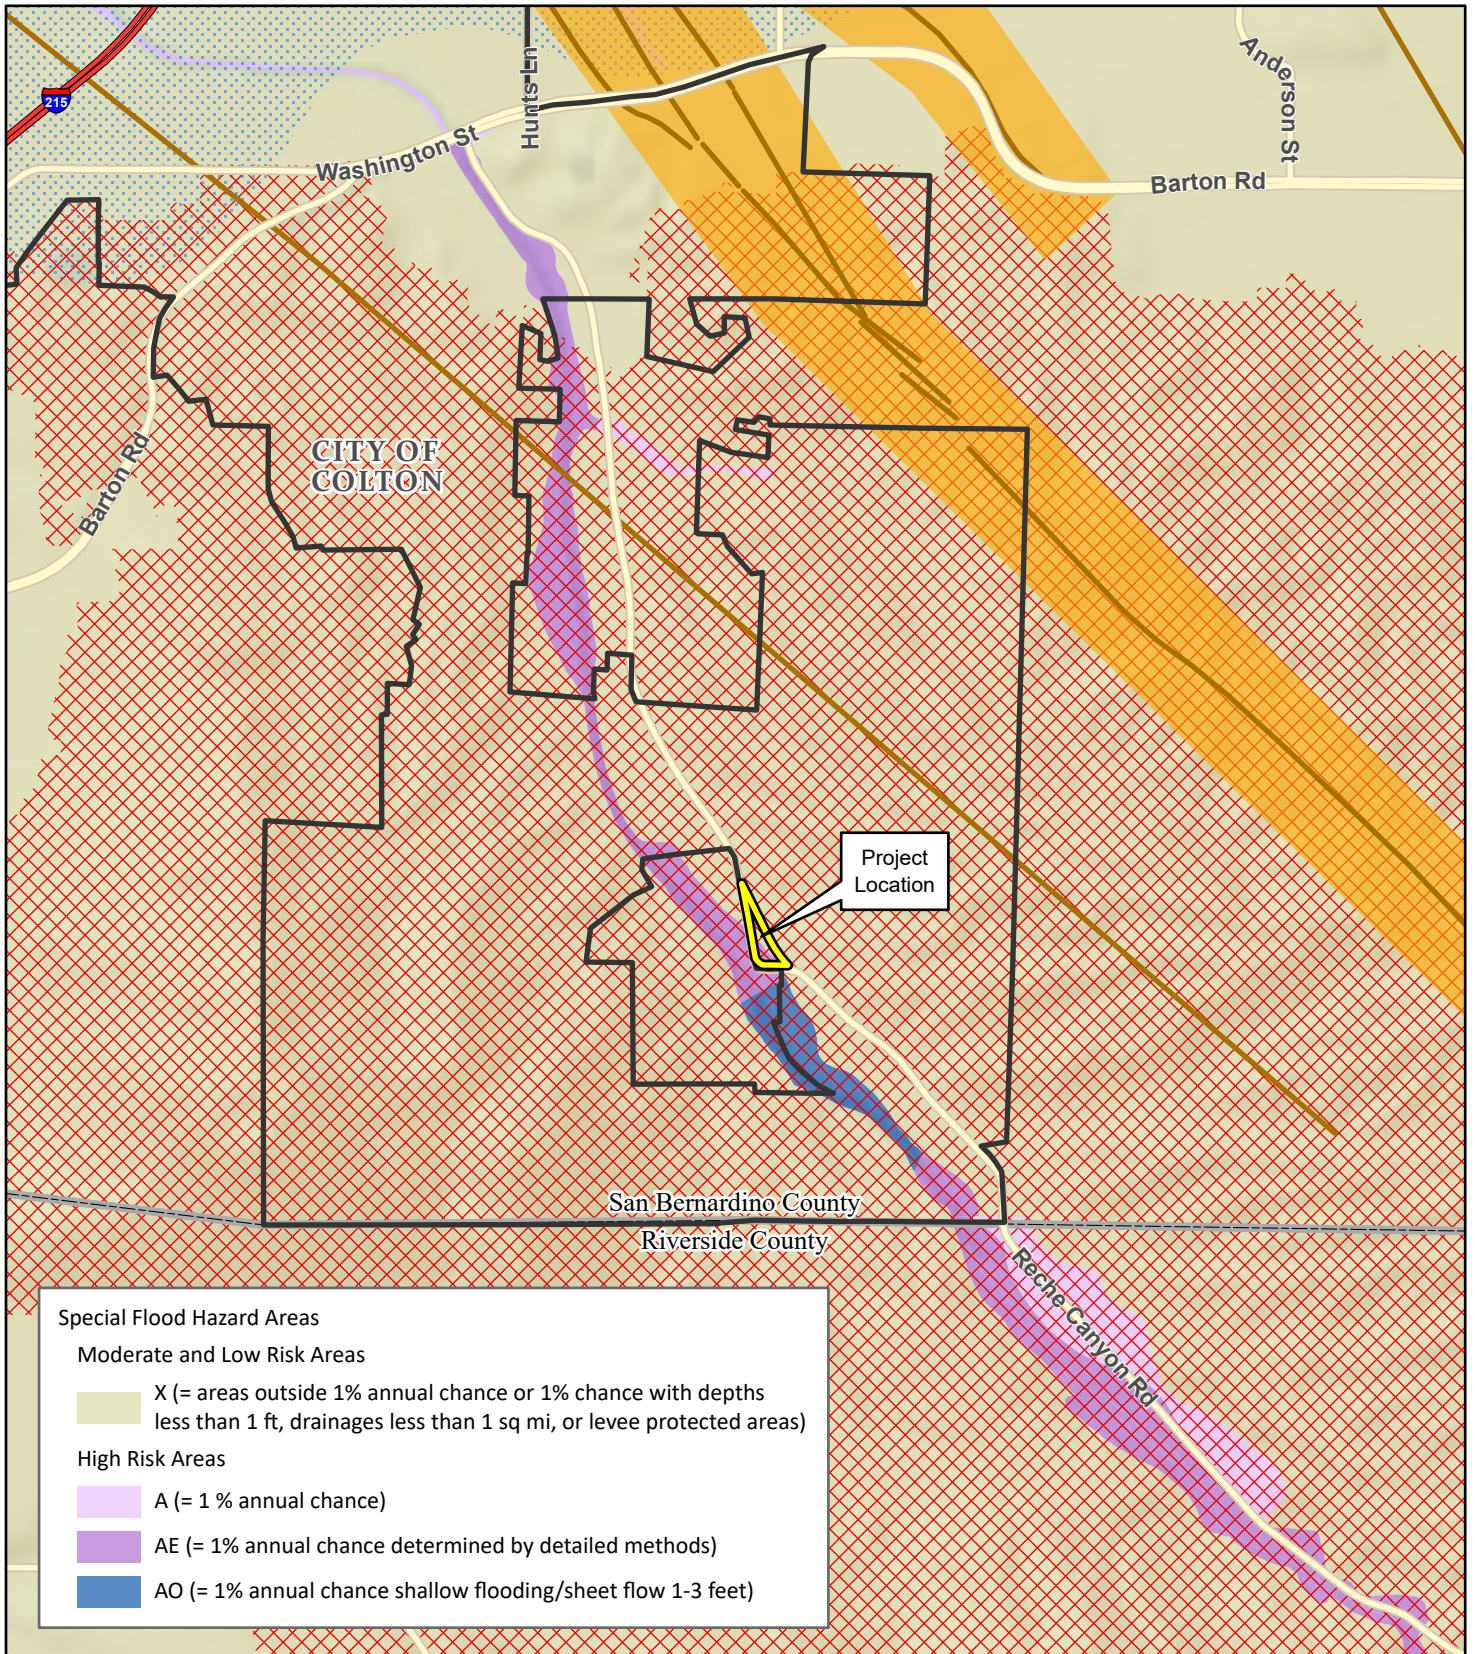 215
Hunts Ln
Anderson St
Washington St
Barton Rd
CITY OF
COLTON
Barton Rd
Project
Location
San Bernardino County
Riverside County
Reche Canyon Rd
Special Flood Hazard Areas
Moderate and Low Risk Areas
X (= areas outside 1% annual chance or 1% chance with depths
less than 1 ft, drainages less than 1 sq mi, or levee protected areas)
High Risk Areas
A (= 1 % annual chance)
AE (= 1% annual chance determined by detailed methods)
AO (= 1% annual chance shallow flooding/sheet flow 1-3 feet)